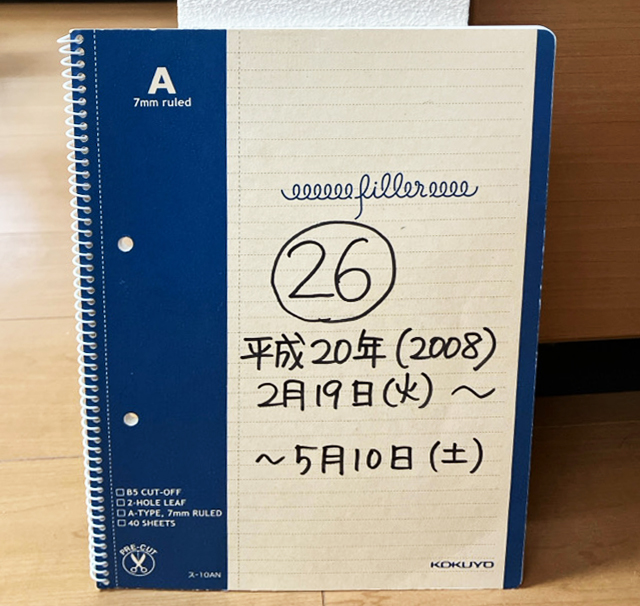 A
7mm ruled
filler
26
平成20年(2008)
2月19日(火)～
～5月10日(土)
B5 CUT-OFF
2-HOLE LEAF
A-TYPE, 7mm RULED
40 SHEETS
PRE-CUT
ス-10AN
KOKUYO